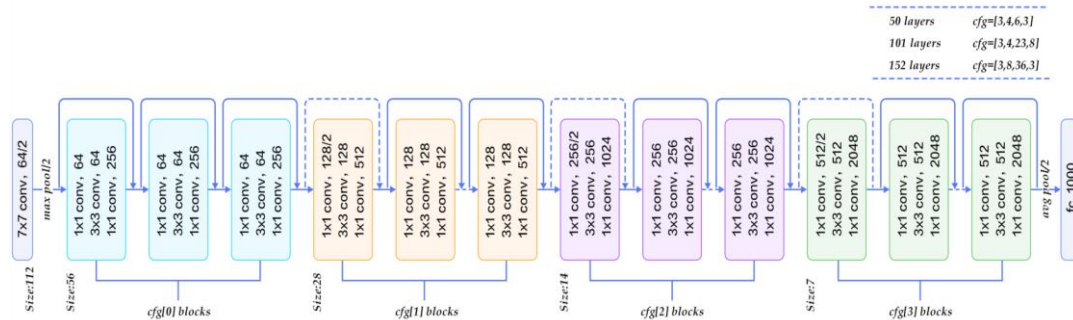 50 layers cfg=[3,4,6,3]
101 layers cfg=[3,4,23,8]
152 layers cfg=[3,8,36,3]
7x7 conv, 64/2
max pool/2
1x1 conv, 64
3x3 conv, 64
1x1 conv, 256
1x1 conv, 64
3x3 conv, 64
1x1 conv, 256
1x1 conv, 64
3x3 conv, 64
1x1 conv, 256
1x1 conv, 128/2
3x3 conv, 128
1x1 conv, 512
1x1 conv, 128
3x3 conv, 128
1x1 conv, 512
1x1 conv, 128
3x3 conv, 128
1x1 conv, 512
1x1 conv, 256/2
3x3 conv, 256
1x1 conv, 1024
1x1 conv, 256
3x3 conv, 256
1x1 conv, 1024
1x1 conv, 256
3x3 conv, 256
1x1 conv, 1024
1x1 conv, 512/2
3x3 conv, 512
1x1 conv, 2048
1x1 conv, 512
3x3 conv, 512
1x1 conv, 2048
1x1 conv, 512
3x3 conv, 512
1x1 conv, 2048
avg pool/2
fc, 1000
Size:112
Size:56
Size:28
Size:14
Size:7
cfg[0] blocks
cfg[1] blocks
cfg[2] blocks
cfg[3] blocks